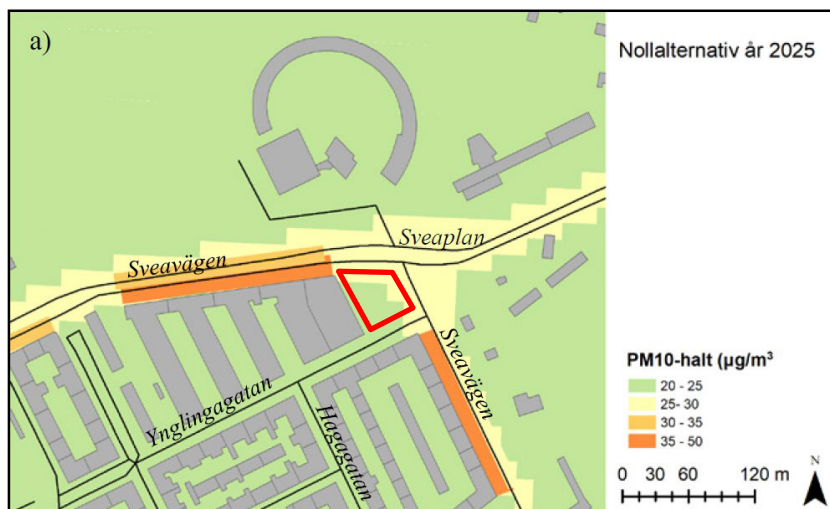 a)
Nollalternativ år 2025
Sveaplan
Sveavägen
Sveavägen
Ynglingagatan
Hagagatan
PM10-halt (µg/m³
20 - 25
25- 30
30 - 35
35 - 50
N
0 30 60 120 m